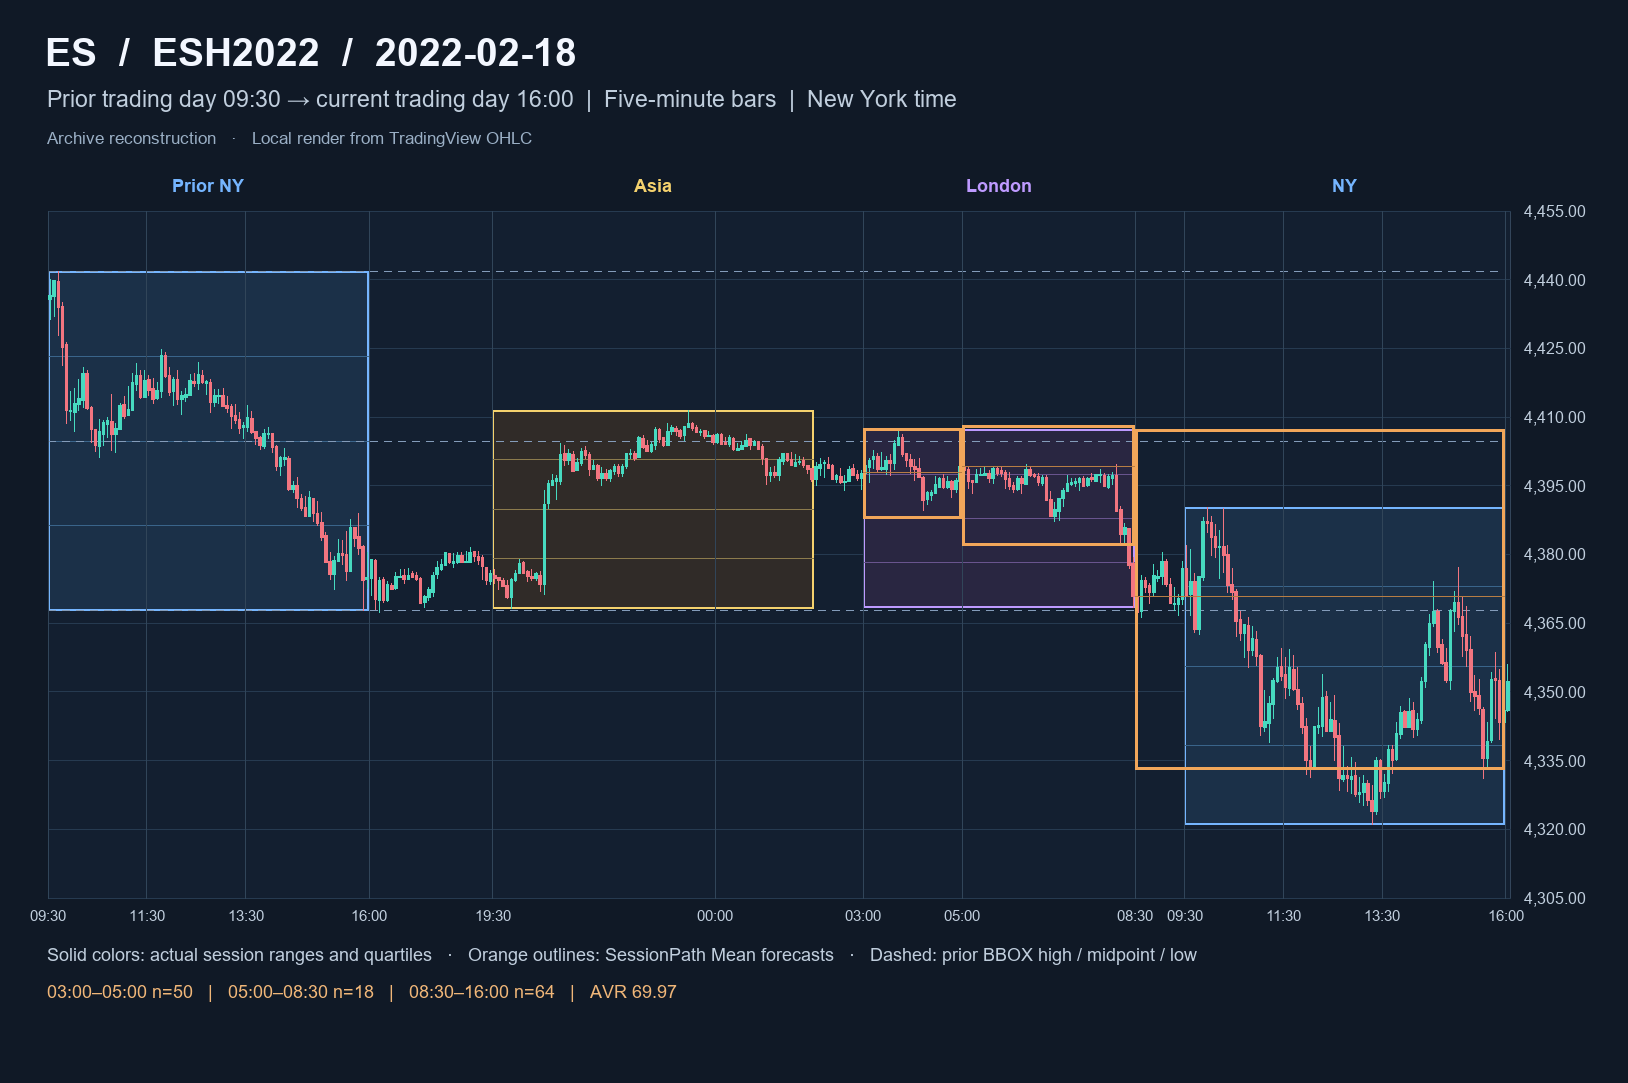 ES / ESH2022 / 2022-02-18
Prior trading day 09:30 → current trading day 16:00 | Five-minute bars | New York time
Archive reconstruction · Local render from TradingView OHLC
Prior NY Asia London NY
4,455.00
4,440.00
4,425.00
4,410.00
4,395.00
4,380.00
4,365.00
4,350.00
4,335.00
4,320.00
4,305.00
09:30 11:30 13:30 16:00 19:30 00:00 03:00 05:00 08:30 09:30 11:30 13:30 16:00
Solid colors: actual session ranges and quartiles · Orange outlines: SessionPath Mean forecasts · Dashed: prior BBOX high / midpoint / low
03:00–05:00 n=50 | 05:00–08:30 n=18 | 08:30–16:00 n=64 | AVR 69.97